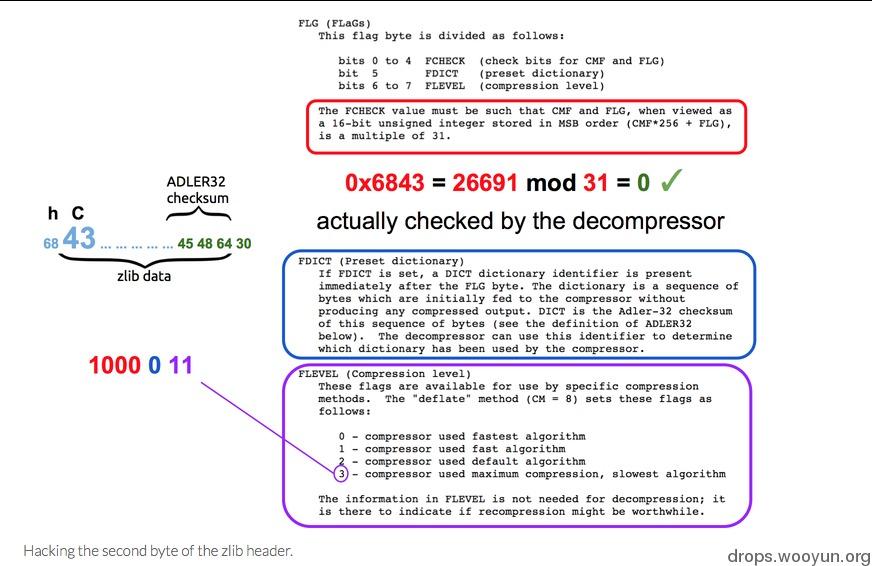 FLG (FLaGs)
This flag byte is divided as follows:
bits 0 to 4 FCHECK (check bits for CMF and FLG)
bit 5 FDICT (preset dictionary)
bits 6 to 7 FLEVEL (compression level)
The FCHECK value must be such that CMF and FLG, when viewed as
a 16-bit unsigned integer stored in MSB order (CMF*256 + FLG),
is a multiple of 31.
0x6843 = 26691 mod 31 = 0 ✓
actually checked by the decompressor
ADLER32
checksum
h C
68 43 ... ... ... ... ... 45 48 64 30
zlib data
FDICT (Preset dictionary)
If FDICT is set, a DICT dictionary identifier is present
immediately after the FLG byte. The dictionary is a sequence of
bytes which are initially fed to the compressor without
producing any compressed output. DICT is the Adler-32 checksum
of this sequence of bytes (see the definition of ADLER32
below). The decompressor can use this identifier to determine
which dictionary has been used by the compressor.
1000 0 11
FLEVEL (Compression level)
These flags are available for use by specific compression
methods. The "deflate" method (CM = 8) sets these flags as
follows:
0 - compressor used fastest algorithm
1 - compressor used fast algorithm
2 - compressor used default algorithm
3 - compressor used maximum compression, slowest algorithm
The information in FLEVEL is not needed for decompression; it
is there to indicate if recompression might be worthwhile.
Hacking the second byte of the zlib header.
drops.wooyun.org